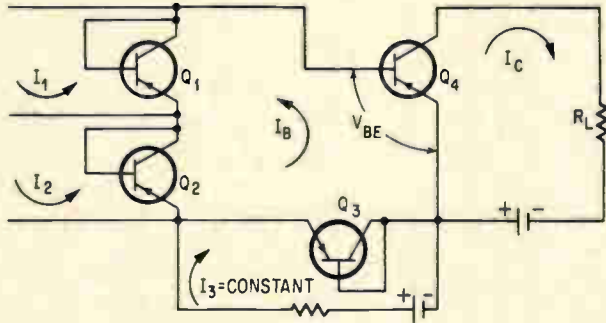 I1
Q1
I2
Q2
IB
VBE
Q4
IC
RL
Q3
+ -
I3=CONSTANT
+ -